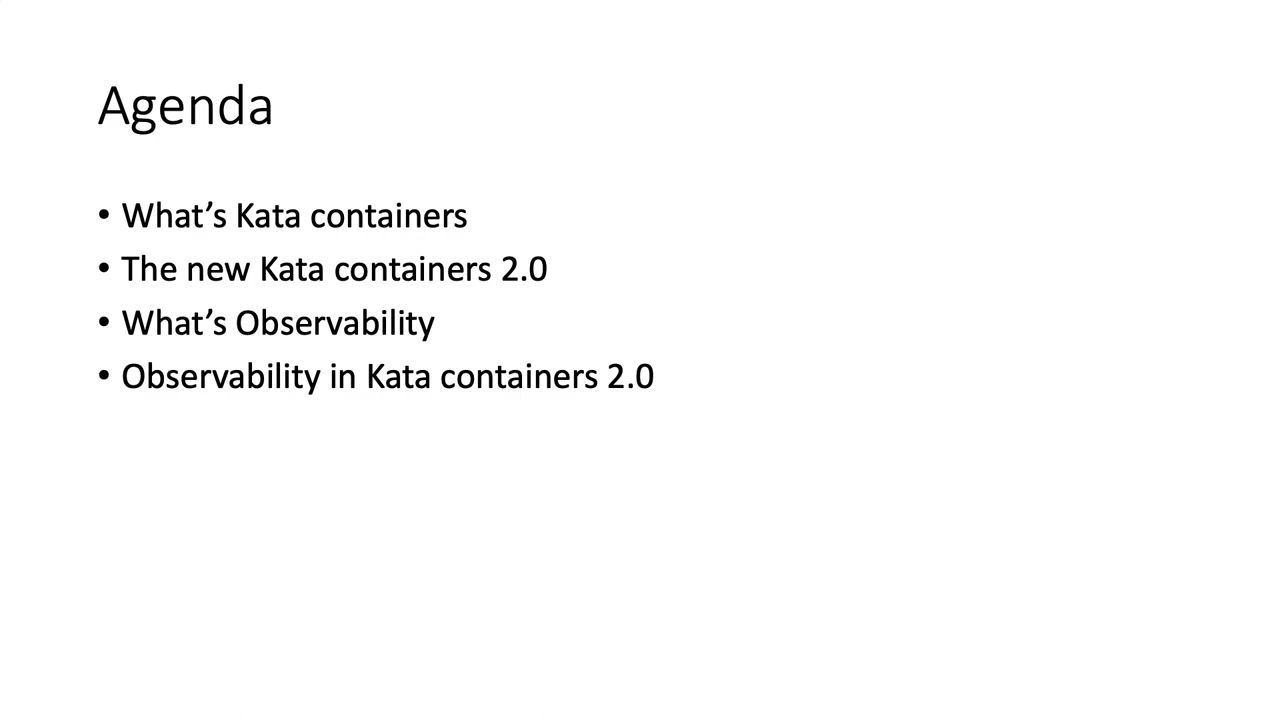 Agenda
• What’s Kata containers
• The new Kata containers 2.0
• What’s Observability
• Observability in Kata containers 2.0